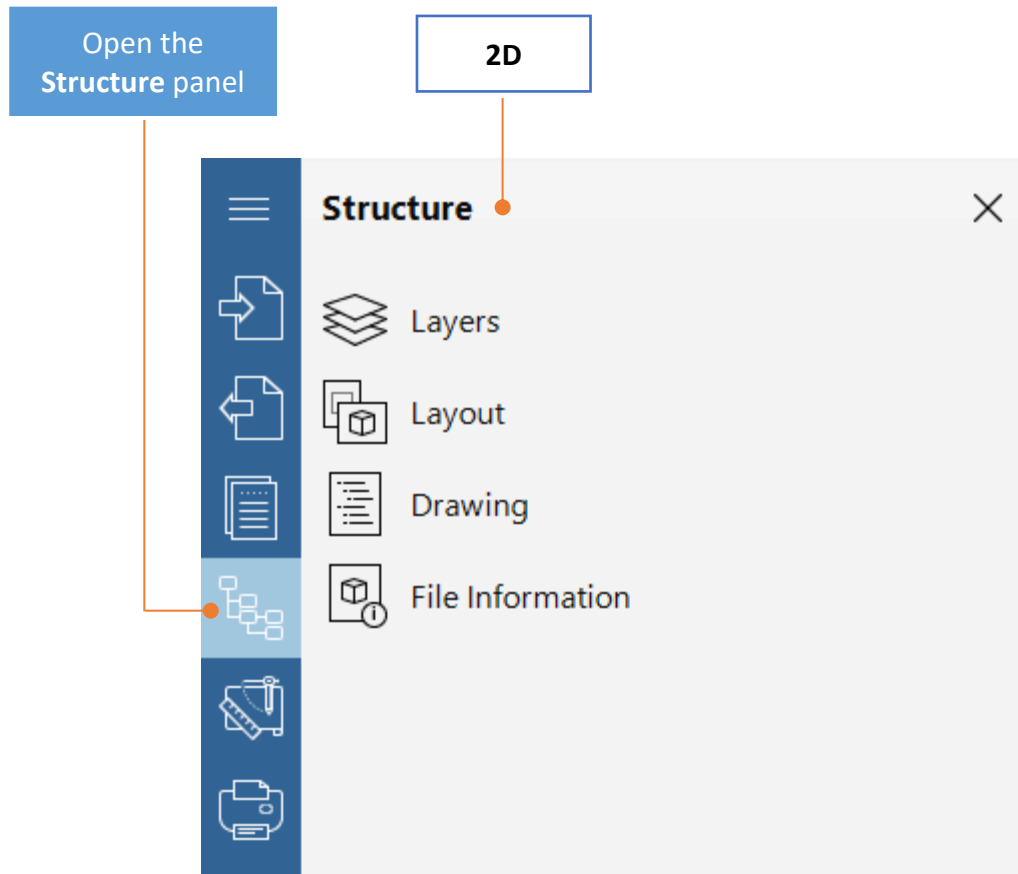 Open the
Structure panel
2D
Structure
Layers
Layout
Drawing
File Information